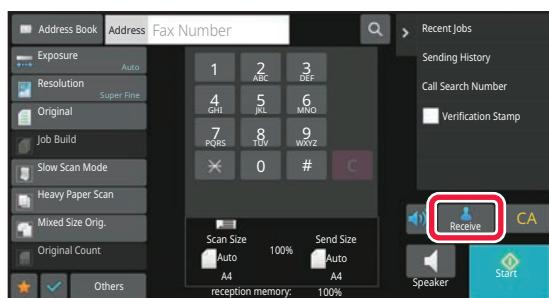 Address Book Address Fax Number
Recent Jobs
Exposure
Auto
Sending History
Resolution
Super Fine
Call Search Number
Original
Verification Stamp
Job Build
Slow Scan Mode
Heavy Paper Scan
Mixed Size Orig.
Original Count
Others
1 2 3
ABC DEF
4 5 6
GHI JKL MNO
7 8 9
PQRS TUV WXYZ
0 # C
Scan Size Send Size
Auto 100% Auto
A4 A4
reception memory: 100%
Receive CA
Speaker Start